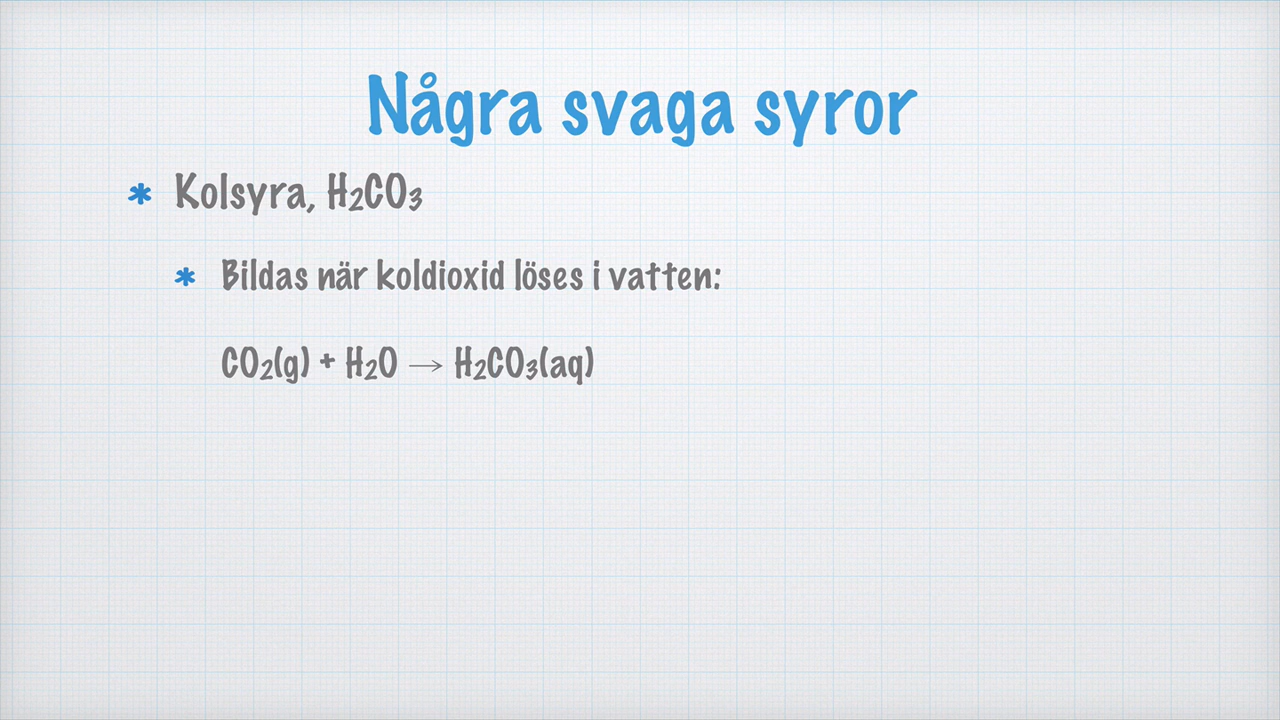 Några svaga syror
* Kolsyra, H₂CO₃
* Bildas när koldioxid löses i vatten:
CO₂(g) + H₂O → H₂CO₃(aq)